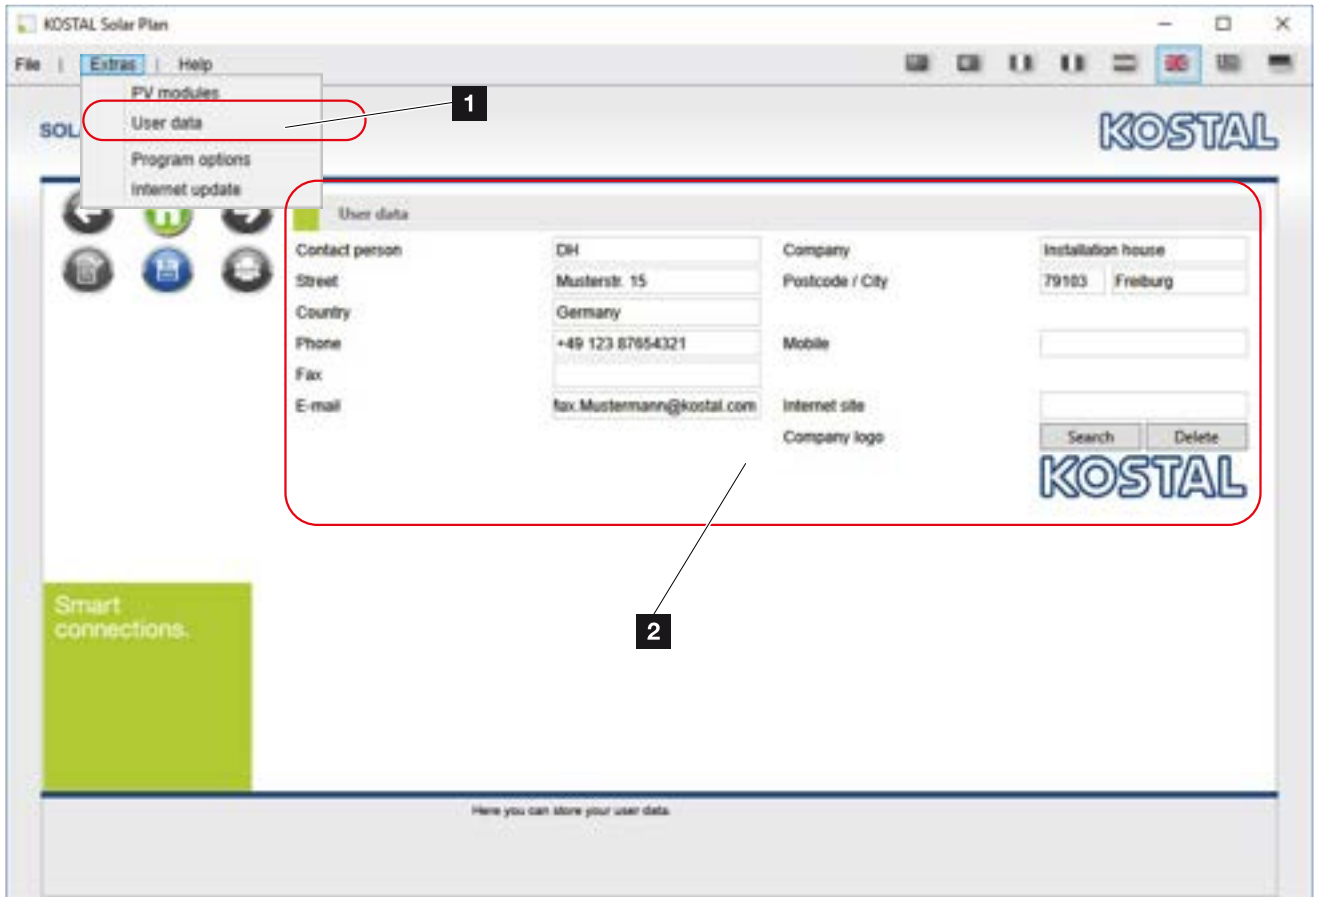 KOSTAL Solar Plan
File | Extras | Help
PV modules
1
User data
SOL
KOSTAL
Program options
Internet update
User data
Contact person DH Company Installation house
Street Musterstr. 15 Postcode / City 79103 Freiburg
Country Germany
Phone +49 123 87654321 Mobile
Fax
E-mail fax.Mustermann@kostal.com Internet site
Company logo Search Delete
KOSTAL
Smart
connections.
2
Here you can store your user data